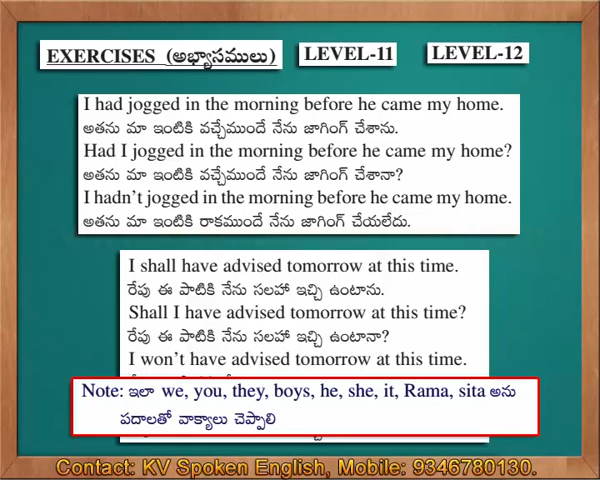 EXERCISES (అభ్యాసములు) LEVEL-11 LEVEL-12
I had jogged in the morning before he came my home.
అతను మా ఇంటికి వచ్చేముందే నేను జాగింగ్ చేశాను.
Had I jogged in the morning before he came my home?
అతను మా ఇంటికి వచ్చేముందే నేను జాగింగ్ చేశానా?
I hadn't jogged in the morning before he came my home.
అతను మా ఇంటికి రాకముందే నేను జాగింగ్ చేయలేదు.
I shall have advised tomorrow at this time.
రేపు ఈ పాటికి నేను సలహా ఇచ్చి ఉంటాను.
Shall I have advised tomorrow at this time?
రేపు ఈ పాటికి నేను సలహా ఇచ్చి ఉంటానా?
I won't have advised tomorrow at this time.
Note: ఇలా we, you, they, boys, he, she, it, Rama, sita అను
పదాలతో వాక్యాలు చెప్పాలి
Contact: KV Spoken English, Mobile: 9346780130.